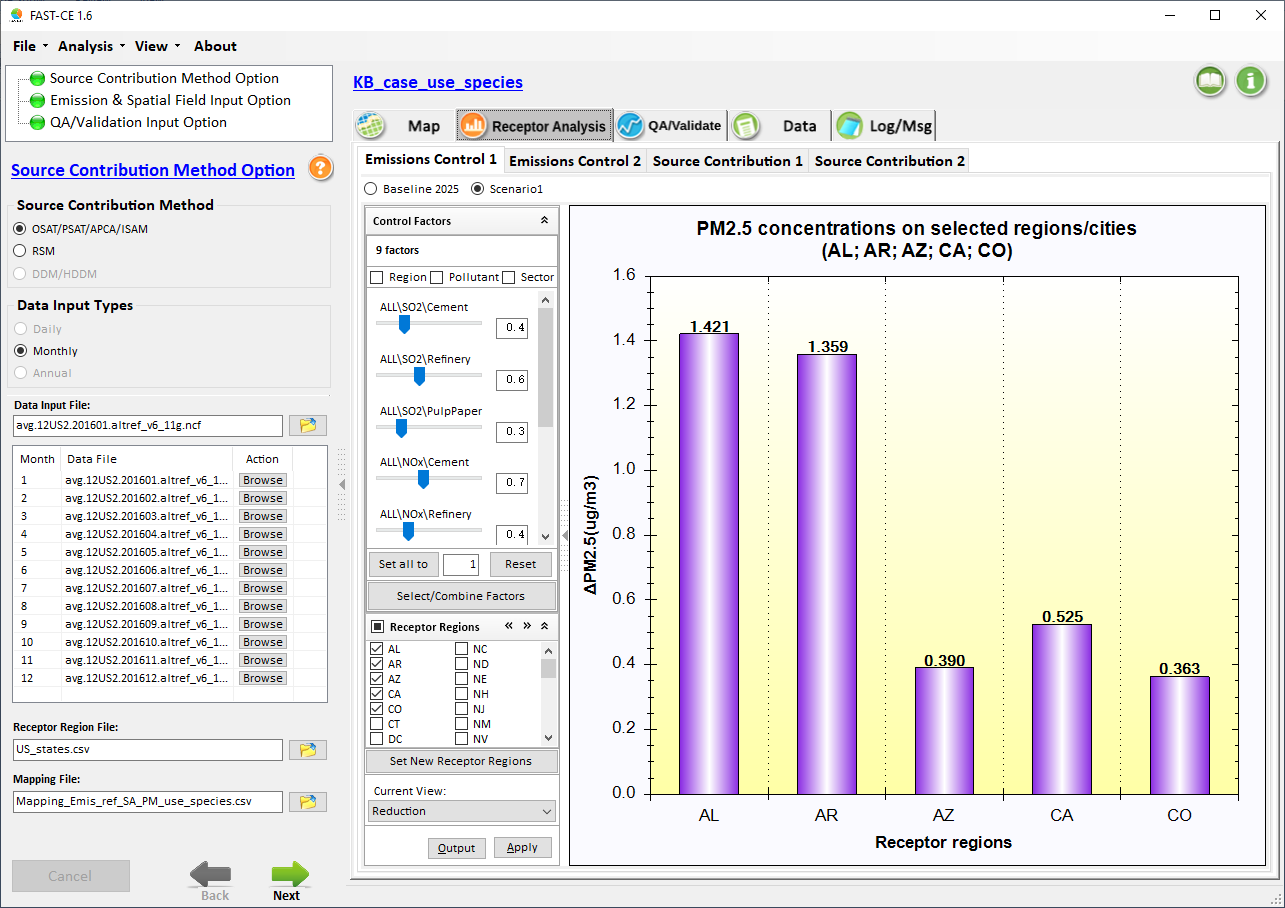 FAST-CE 1.6
File Analysis View About
Source Contribution Method Option
Emission & Spatial Field Input Option
QA/Validation Input Option
Source Contribution Method Option
Source Contribution Method
OSAT/PSAT/APCA/ISAM
RSM
DDM/HDDM
Data Input Types
Daily
Monthly
Annual
Data Input File:
avg.12US2.201601.altref_v6_11g.ncf
Month Data File Action
1 avg.12US2.201601.altref_v6_1... Browse
2 avg.12US2.201602.altref_v6_1... Browse
3 avg.12US2.201603.altref_v6_1... Browse
4 avg.12US2.201604.altref_v6_1... Browse
5 avg.12US2.201605.altref_v6_1... Browse
6 avg.12US2.201606.altref_v6_1... Browse
7 avg.12US2.201607.altref_v6_1... Browse
8 avg.12US2.201608.altref_v6_1... Browse
9 avg.12US2.201609.altref_v6_1... Browse
10 avg.12US2.201610.altref_v6_1... Browse
11 avg.12US2.201611.altref_v6_1... Browse
12 avg.12US2.201612.altref_v6_1... Browse
Receptor Region File:
US_states.csv
Mapping File:
Mapping_Emis_ref_SA_PM_use_species.csv
Cancel
Back
Next
KB_case_use_species
Map Receptor Analysis QA/Validate Data Log/Msg
Emissions Control 1 Emissions Control 2 Source Contribution 1 Source Contribution 2
Baseline 2025 Scenario1
Control Factors
9 factors
Region Pollutant Sector
ALL\SO2\Cement
0.4
ALL\SO2\Refinery
0.6
ALL\SO2\PulpPaper
0.3
ALL\NOx\Cement
0.7
ALL\NOx\Refinery
0.4
Set all to 1 Reset
Select/Combine Factors
Receptor Regions « »
AL NC
AR ND
AZ NE
CA NH
CO NJ
CT NM
DC NV
Set New Receptor Regions
Current View:
Reduction
Output Apply
PM2.5 concentrations on selected regions/cities
(AL; AR; AZ; CA; CO)
ΔPM2.5(ug/m3)
1.6
1.4
1.2
1.0
0.8
0.6
0.4
0.2
0.0
1.421
1.359
0.390
0.525
0.363
AL AR AZ CA CO
Receptor regions